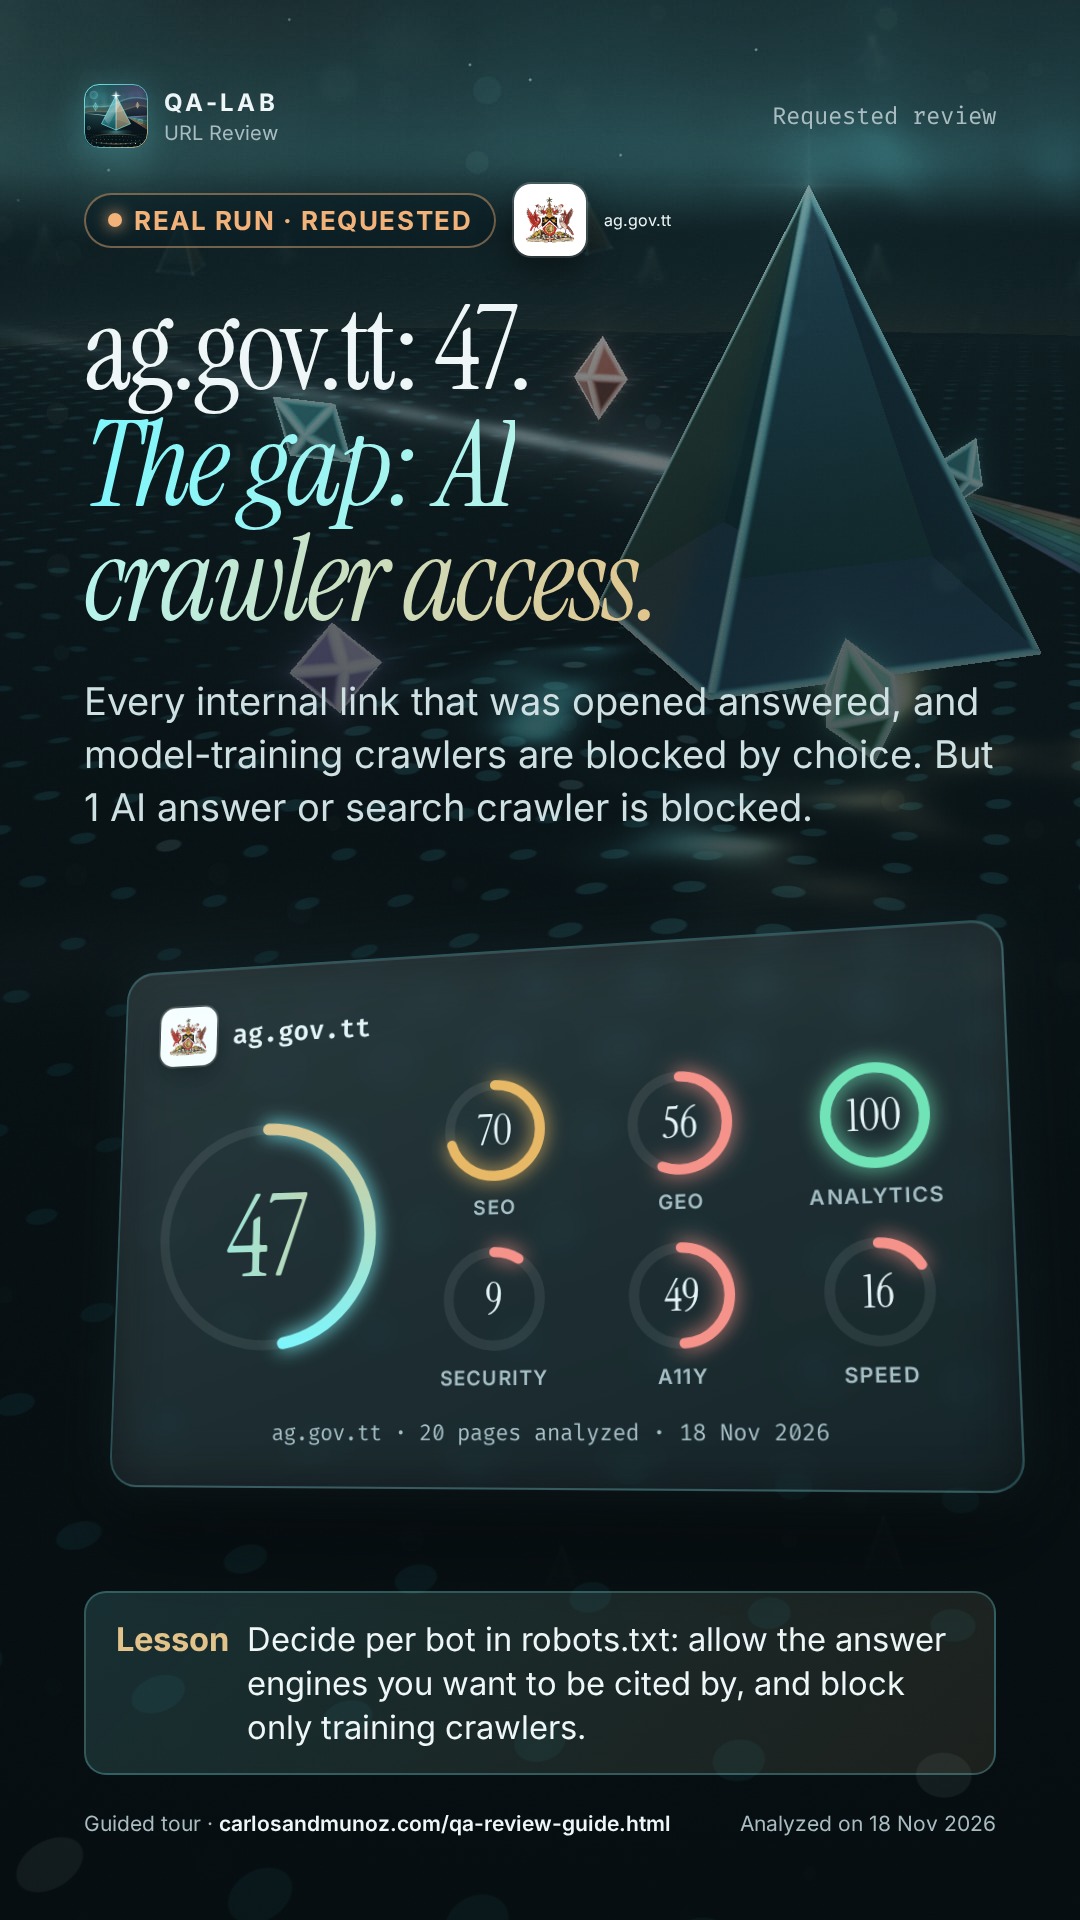 QA-LAB
URL Review
Requested review
REAL RUN · REQUESTED
ag.gov.tt
ag.gov.tt: 47.
The gap: AI
crawler access.
Every internal link that was opened answered, and
model-training crawlers are blocked by choice. But
1 AI answer or search crawler is blocked.
ag.gov.tt
47
70
SEO
56
GEO
100
ANALYTICS
9
SECURITY
49
A11Y
16
SPEED
ag.gov.tt · 20 pages analyzed · 18 Nov 2026
Lesson Decide per bot in robots.txt: allow the answer
engines you want to be cited by, and block
only training crawlers.
Guided tour · carlosandmunoz.com/qa-review-guide.html
Analyzed on 18 Nov 2026